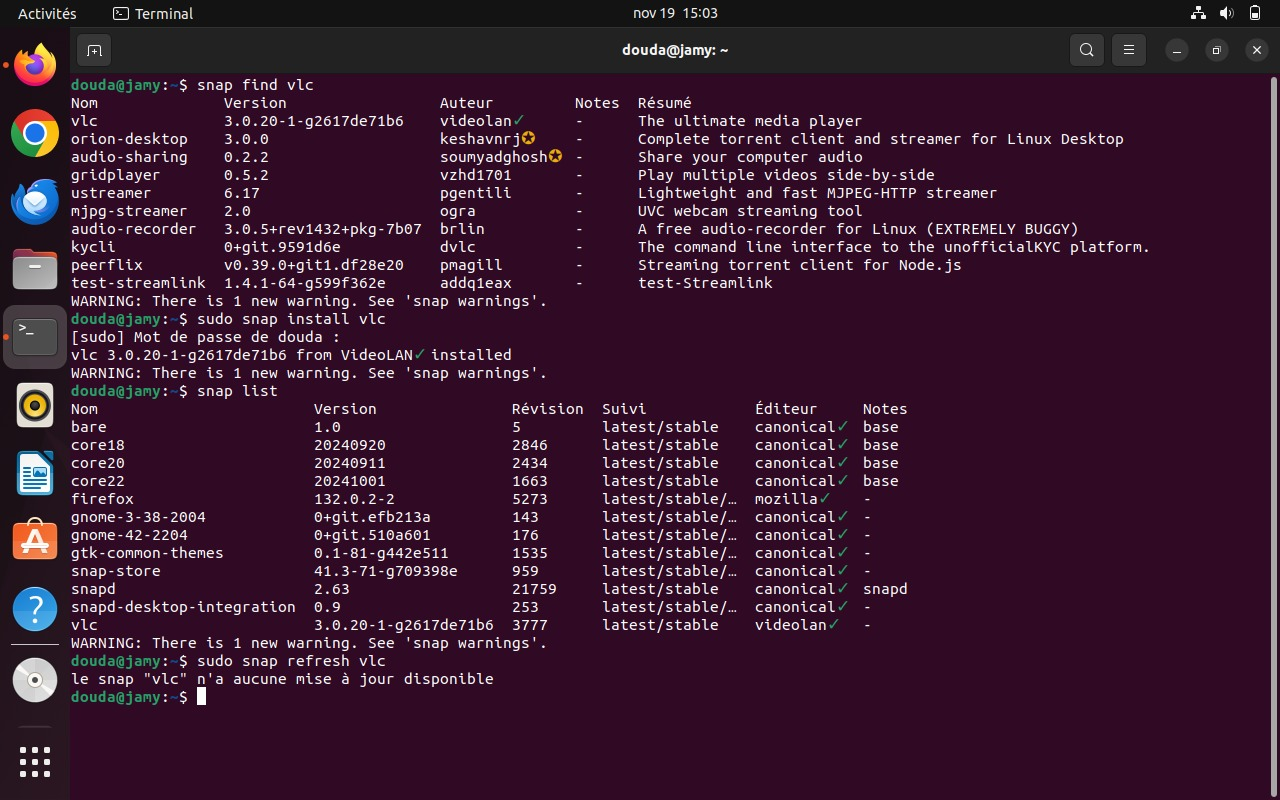 Activités Terminal nov 19 15:03
douda@jamy: ~
douda@jamy:~$ snap find vlc
Nom Version Auteur Notes Résumé
vlc 3.0.20-1-g2617de71b6 videolan✓ - The ultimate media player
orion-desktop 3.0.0 keshavnrj✪ - Complete torrent client and streamer for Linux Desktop
audio-sharing 0.2.2 soumyadghosh✪ - Share your computer audio
gridplayer 0.5.2 vzhd1701 - Play multiple videos side-by-side
ustreamer 6.17 pgentili - Lightweight and fast MJPEG-HTTP streamer
mjpg-streamer 2.0 ogra - UVC webcam streaming tool
audio-recorder 3.0.5+rev1432+pkg-7b07 brlin - A free audio-recorder for Linux (EXTREMELY BUGGY)
kycli 0+git.9591d6e dvlc - The command line interface to the unofficialKYC platform.
peerflix v0.39.0+git1.df28e20 pmagill - Streaming torrent client for Node.js
test-streamlink 1.4.1-64-g599f362e addq1eax - test-Streamlink
WARNING: There is 1 new warning. See 'snap warnings'.
douda@jamy:~$ sudo snap install vlc
[sudo] Mot de passe de douda :
vlc 3.0.20-1-g2617de71b6 from VideoLAN✓ installed
WARNING: There is 1 new warning. See 'snap warnings'.
douda@jamy:~$ snap list
Nom Version Révision Suivi Éditeur Notes
bare 1.0 5 latest/stable canonical✓ base
core18 20240920 2846 latest/stable canonical✓ base
core20 20240911 2434 latest/stable canonical✓ base
core22 20241001 1663 latest/stable canonical✓ base
firefox 132.0.2-2 5273 latest/stable/… mozilla✓ -
gnome-3-38-2004 0+git.efb213a 143 latest/stable/… canonical✓ -
gnome-42-2204 0+git.510a601 176 latest/stable/… canonical✓ -
gtk-common-themes 0.1-81-g442e511 1535 latest/stable/… canonical✓ -
snap-store 41.3-71-g709398e 959 latest/stable/… canonical✓ -
snapd 2.63 21759 latest/stable canonical✓ snapd
snapd-desktop-integration 0.9 253 latest/stable/… canonical✓ -
vlc 3.0.20-1-g2617de71b6 3777 latest/stable videolan✓ -
WARNING: There is 1 new warning. See 'snap warnings'.
douda@jamy:~$ sudo snap refresh vlc
le snap "vlc" n'a aucune mise à jour disponible
douda@jamy:~$